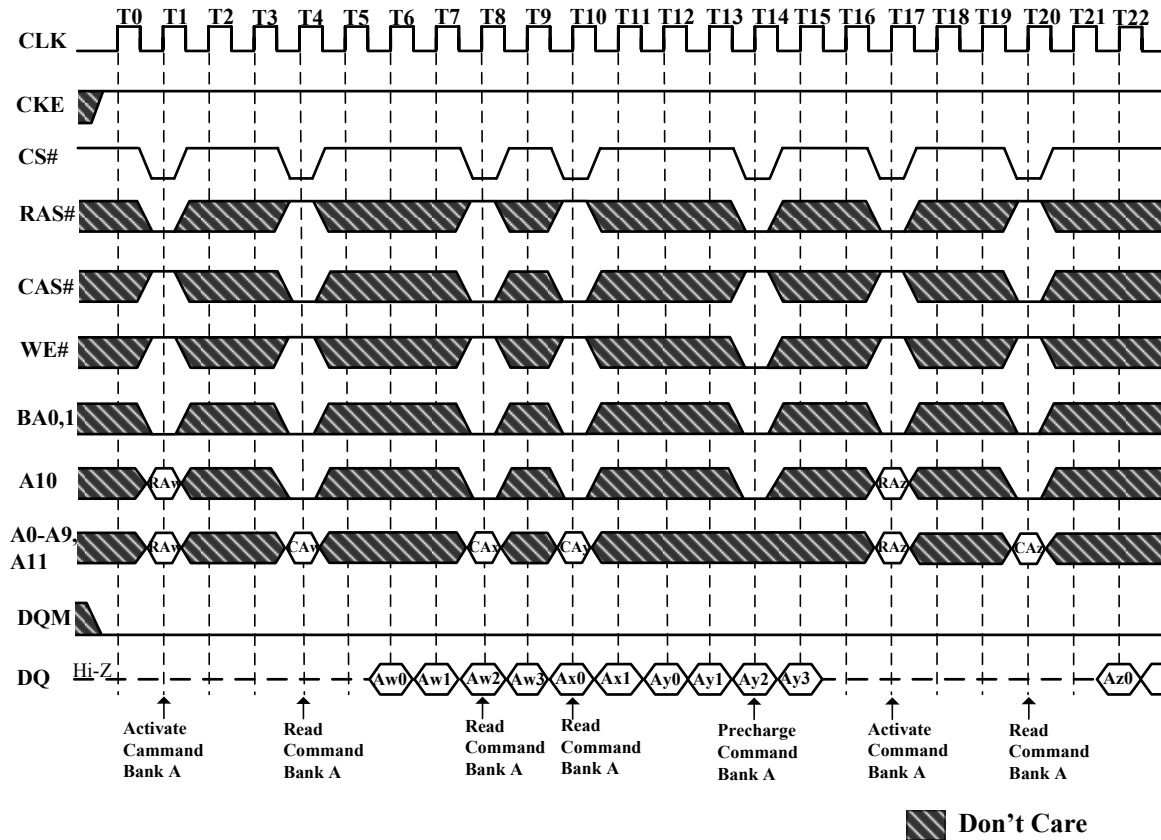 T0 T1 T2 T3 T4 T5 T6 T7 T8 T9 T10 T11 T12 T13 T14 T15 T16 T17 T18 T19 T20 T21 T22
CLK
CKE
CS#
RAS#
CAS#
WE#
BA0,1
A10 RAw RAz
A0-A9,
A11 RAw CAw CAx CAy RAz CAz
DQM
DQ Hi-Z Aw0 Aw1 Aw2 Aw3 Ax0 Ax1 Ay0 Ay1 Ay2 Ay3 Az0
Activate
Cammand
Bank A
Read
Command
Bank A
Read
Command
Bank A
Read
Command
Bank A
Precharge
Command
Bank A
Activate
Command
Bank A
Read
Command
Bank A
Don't Care